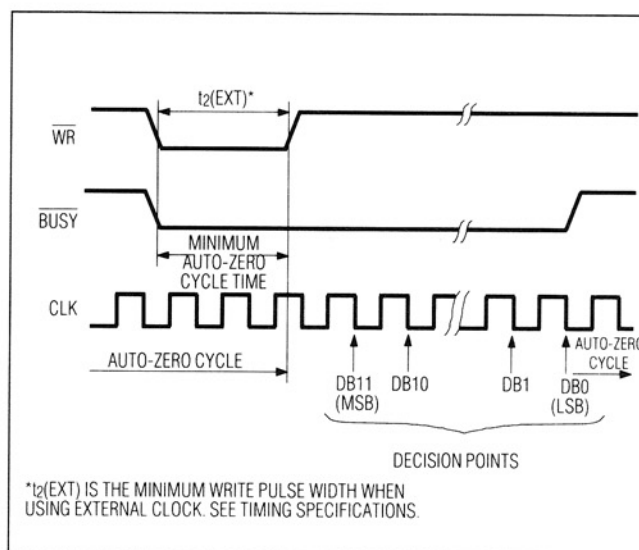 t2(EXT)*
WR
BUSY
MINIMUM
AUTO-ZERO
CYCLE TIME
CLK
AUTO-ZERO CYCLE
DB11
(MSB)
DB10
DB1
DB0
(LSB)
AUTO-ZERO
CYCLE
DECISION POINTS
*t2(EXT) IS THE MINIMUM WRITE PULSE WIDTH WHEN
USING EXTERNAL CLOCK. SEE TIMING SPECIFICATIONS.